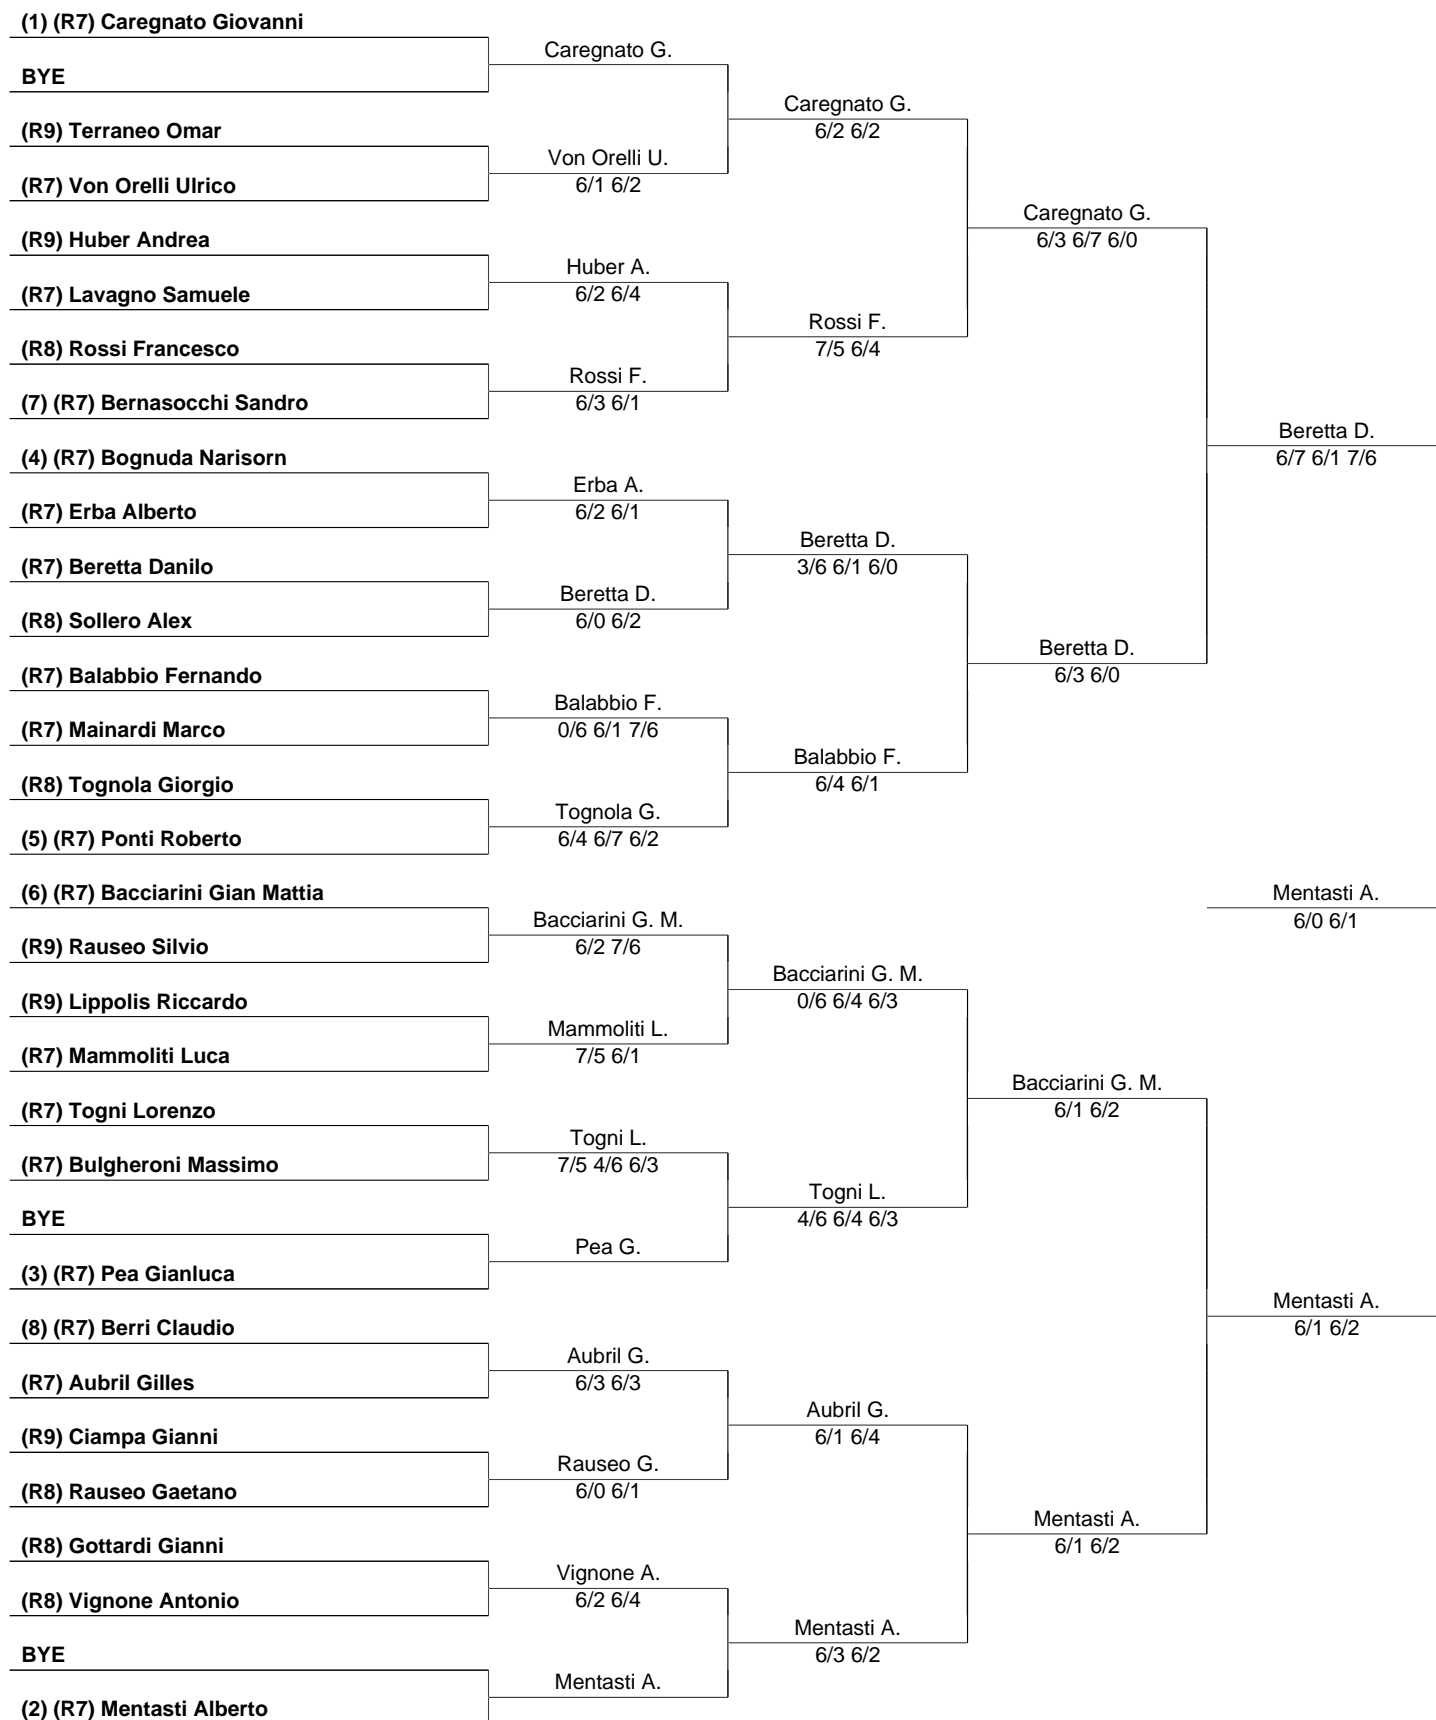 (1) (R7) Caregnato Giovanni
Caregnato G.
BYE
Caregnato G.
6/2 6/2
(R9) Terraneo Omar
Von Orelli U.
6/1 6/2
(R7) Von Orelli Ulrico
Caregnato G.
6/3 6/7 6/0
(R9) Huber Andrea
Huber A.
6/2 6/4
(R7) Lavagno Samuele
Rossi F.
7/5 6/4
(R8) Rossi Francesco
Rossi F.
6/3 6/1
(7) (R7) Bernasocchi Sandro
Beretta D.
6/7 6/1 7/6
(4) (R7) Bognuda Narisorn
Erba A.
6/2 6/1
(R7) Erba Alberto
Beretta D.
3/6 6/1 6/0
(R7) Beretta Danilo
Beretta D.
6/0 6/2
(R8) Sollero Alex
Beretta D.
6/3 6/0
(R7) Balabbio Fernando
Balabbio F.
0/6 6/1 7/6
(R7) Mainardi Marco
Balabbio F.
6/4 6/1
(R8) Tognola Giorgio
Tognola G.
6/4 6/7 6/2
(5) (R7) Ponti Roberto
(6) (R7) Bacciarini Gian Mattia
Mentasti A.
6/0 6/1
Bacciarini G. M.
6/2 7/6
(R9) Rauseo Silvio
Bacciarini G. M.
0/6 6/4 6/3
(R9) Lippolis Riccardo
Mammoliti L.
7/5 6/1
(R7) Mammoliti Luca
Bacciarini G. M.
6/1 6/2
(R7) Togni Lorenzo
Togni L.
7/5 4/6 6/3
(R7) Bulgheroni Massimo
Togni L.
4/6 6/4 6/3
BYE
Pea G.
(3) (R7) Pea Gianluca
Mentasti A.
6/1 6/2
(8) (R7) Berri Claudio
Aubril G.
6/3 6/3
(R7) Aubril Gilles
Aubril G.
6/1 6/4
(R9) Ciampa Gianni
Rauseo G.
6/0 6/1
(R8) Rauseo Gaetano
Mentasti A.
6/1 6/2
(R8) Gottardi Gianni
Vignone A.
6/2 6/4
(R8) Vignone Antonio
Mentasti A.
6/3 6/2
BYE
Mentasti A.
(2) (R7) Mentasti Alberto